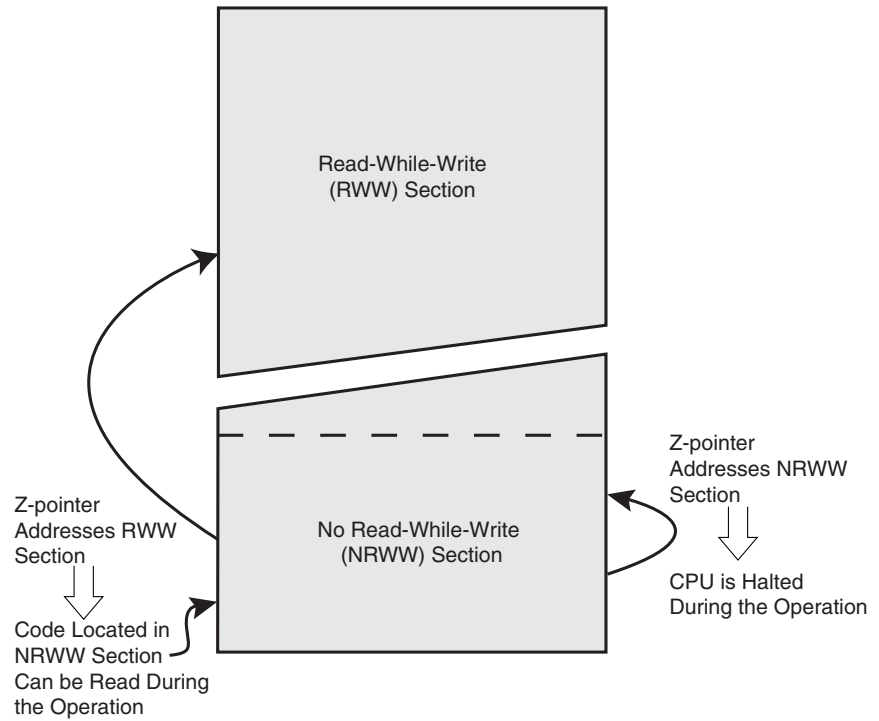 Read-While-Write
(RWW) Section
Z-pointer
Addresses NRWW
Section
Z-pointer
Addresses RWW
Section
No Read-While-Write
(NRWW) Section
CPU is Halted
During the Operation
Code Located in
NRWW Section
Can be Read During
the Operation